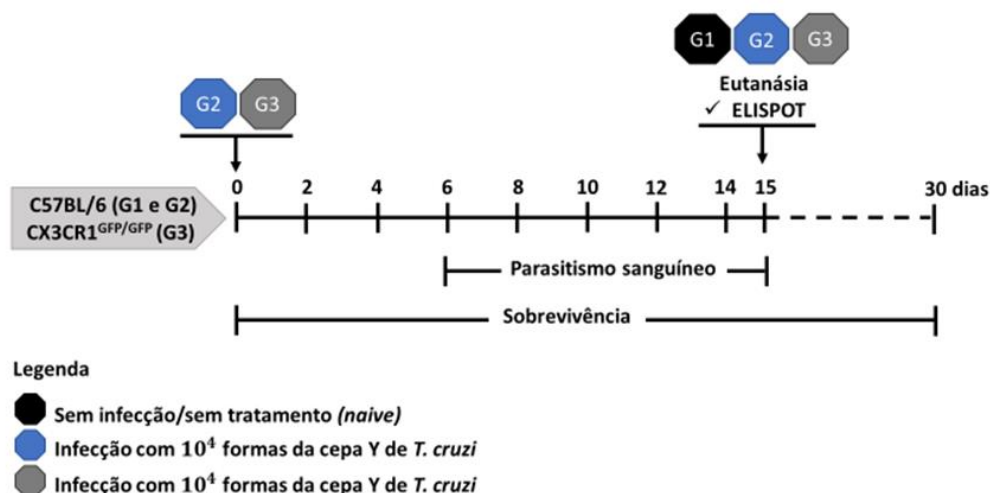 G1 G2 G3
Eutanásia
✓ ELISPOT
G2 G3
0 2 4 6 8 10 12 14 15 30 dias
C57BL/6 (G1 e G2)
CX3CR1^GFP/GFP (G3)
Parasitismo sanguíneo
Sobrevivência
Legenda
Sem infecção/sem tratamento (naive)
Infecção com 10⁴ formas da cepa Y de T. cruzi
Infecção com 10⁴ formas da cepa Y de T. cruzi